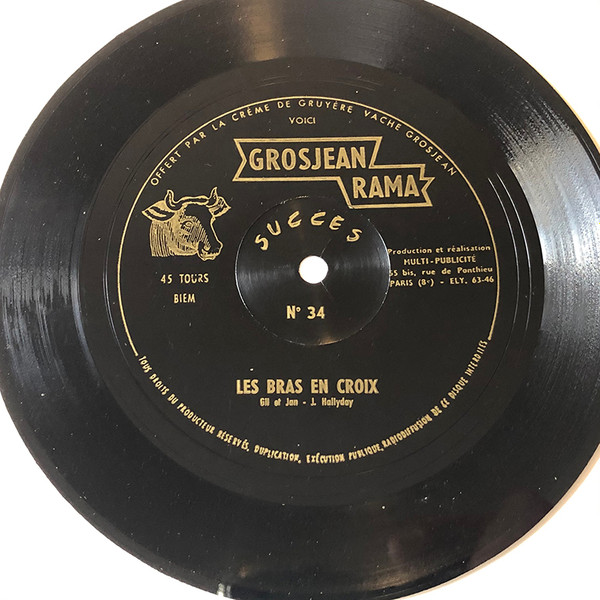 OFFERT PAR LA CRÈME DE GRUYÈRE VACHE GROSJEAN
VOICI
GROSJEAN
RAMA
SUCCES
45 TOURS
BIEM
Production et réalisation
MULTI-PUBLICITÉ
55 bis, rue de Ponthieu
PARIS (8e) - ELY. 63-46
N° 34
LES BRAS EN CROIX
Gil et Jan - J. Hallyday
TOUS DROITS DU PRODUCTEUR RÉSERVÉS, DUPLICATION, EXÉCUTION PUBLIQUE, RADIODIFFUSION DE CE DISQUE INTERDITES